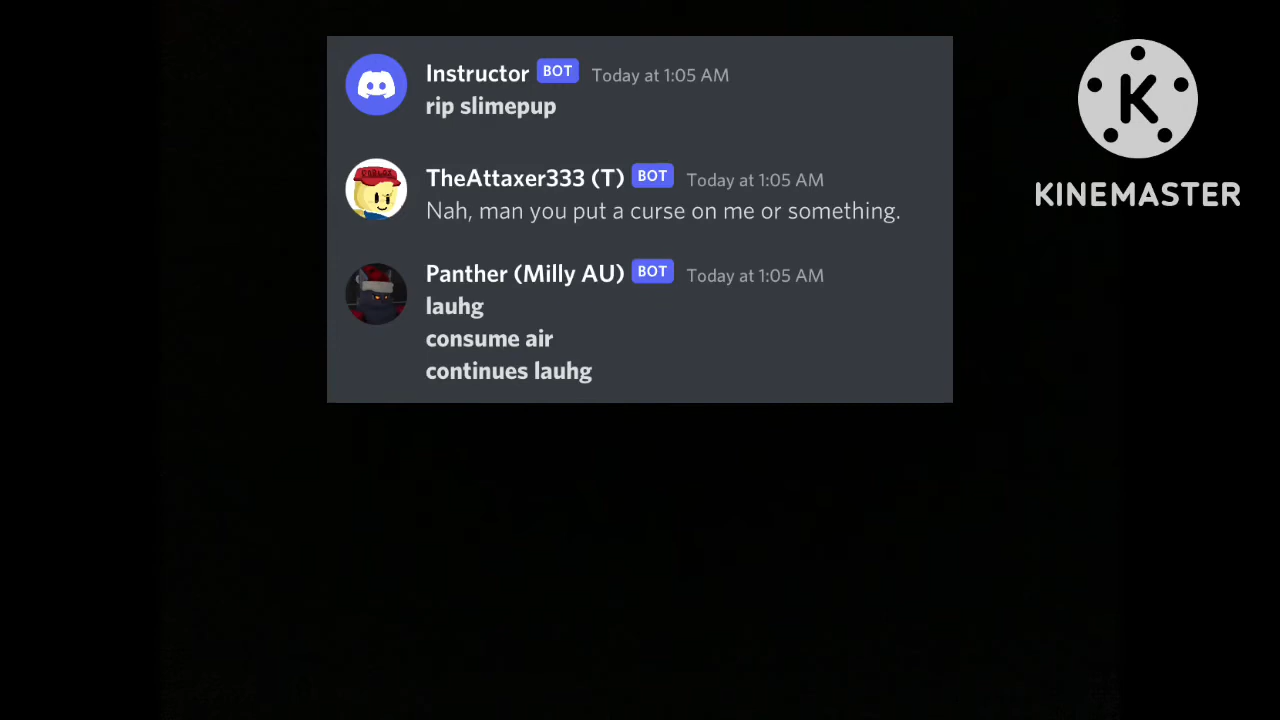 Instructor BOT Today at 1:05 AM
rip slimepup
TheAttaxer333 (T) BOT Today at 1:05 AM
Nah, man you put a curse on me or something.
Panther (Milly AU) BOT Today at 1:05 AM
lauhg
consume air
continues lauhg
K
KINEMASTER